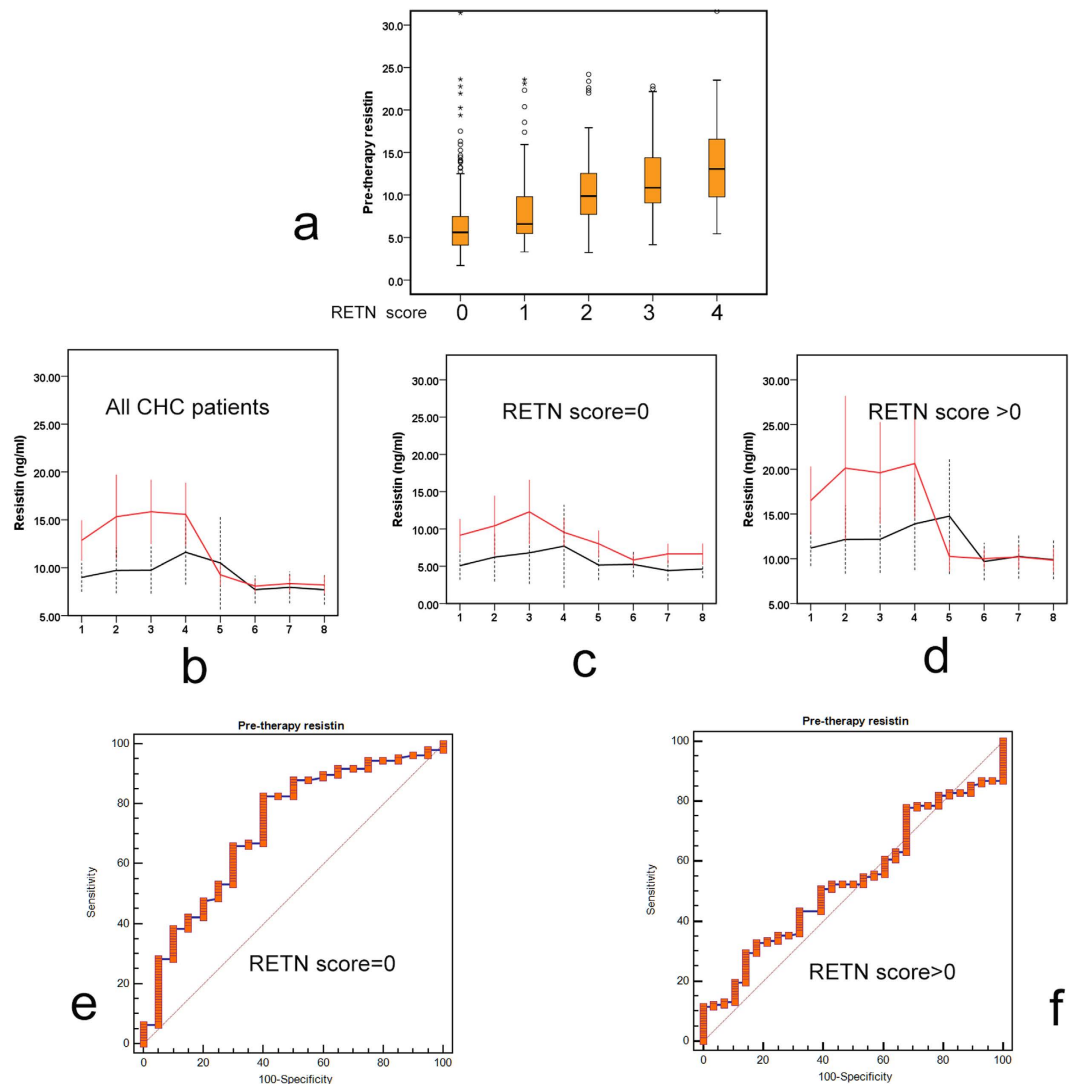 30.0
25.0
20.0
15.0
10.0
5.0
0.0
Pre-therapy resistin
a
RETN score 0 1 2 3 4
30.00
25.00
20.00
15.00
10.00
5.00
Resistin (ng/ml)
All CHC patients
1 2 3 4 5 6 7 8
b
30.00
25.00
20.00
15.00
10.00
5.00
0.00
Resistin (ng/ml)
RETN score=0
1 2 3 4 5 6 7 8
c
30.00
25.00
20.00
15.00
10.00
5.00
Resistin (ng/ml)
RETN score >0
1 2 3 4 5 6 7 8
d
Pre-therapy resistin
100
80
60
40
20
0
Sensitivity
RETN score=0
0 20 40 60 80 100
100-Specificity
e
Pre-therapy resistin
100
80
60
40
20
0
Sensitivity
RETN score>0
0 20 40 60 80 100
100-Specificity
f